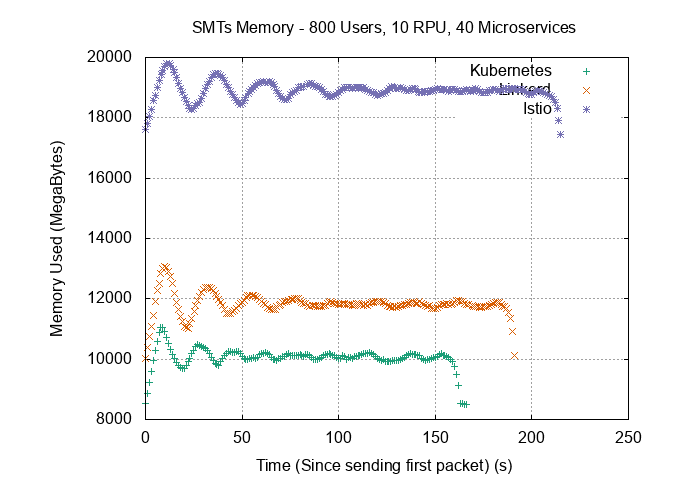 SMTs Memory - 800 Users, 10 RPU, 40 Microservices
Memory Used (MegaBytes)
20000
18000
16000
14000
12000
10000
8000
Kubernetes
Linkerd
Istio
0 50 100 150 200 250
Time (Since sending first packet) (s)